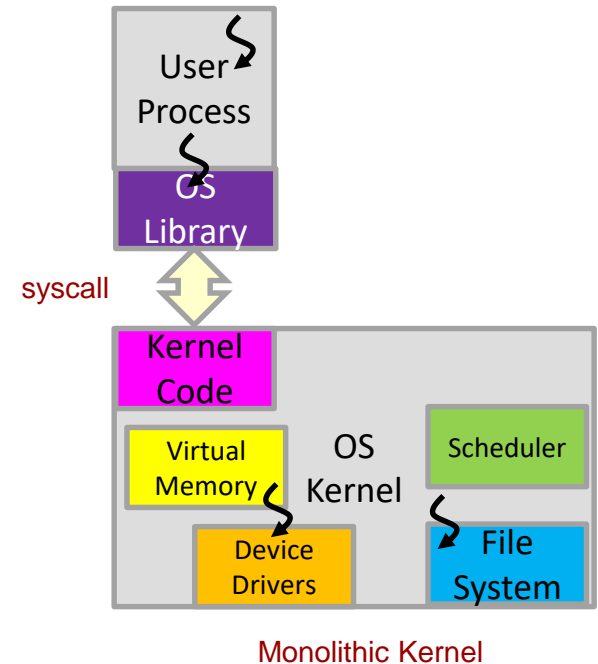 User
Process
OS
Library
syscall
Kernel
Code
Virtual
Memory
OS
Kernel
Scheduler
Device
Drivers
File
System
Monolithic Kernel